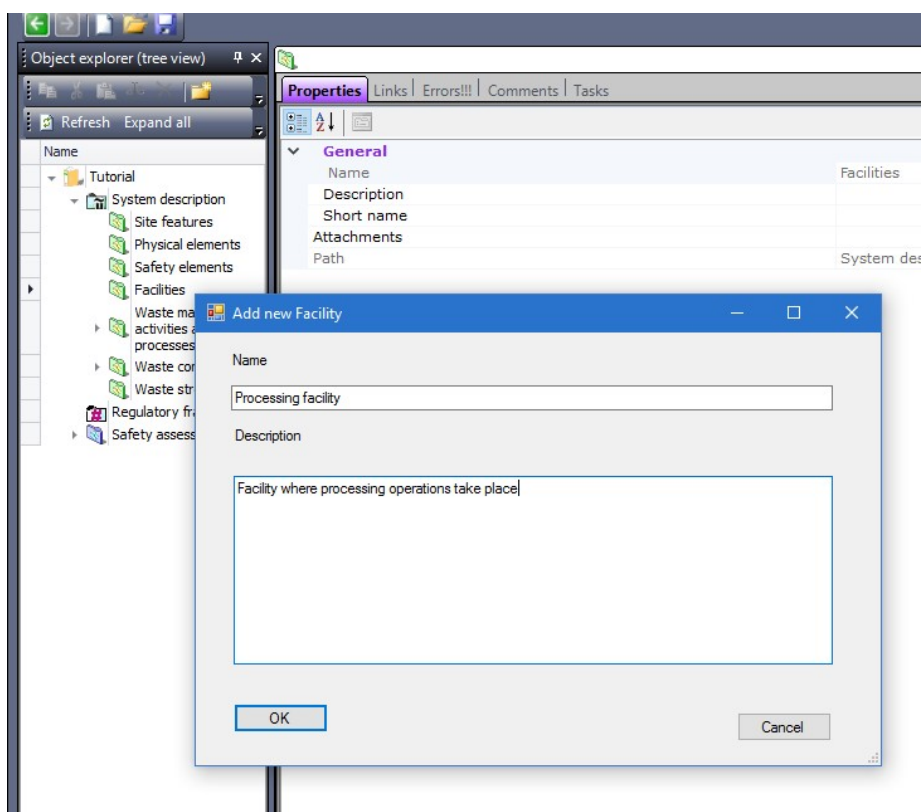 Object explorer (tree view)
Properties Links Errors!!! Comments Tasks
Refresh Expand all
Name
Tutorial
System description
Site features
Physical elements
Safety elements
Facilities
Waste ma
activities a
processes
Waste cor
Waste str
Regulatory fr
Safety assess
General
Name Facilities
Description
Short name
Attachments
Path System des
Add new Facility
Name
Processing facility
Description
Facility where processing operations take place
OK
Cancel